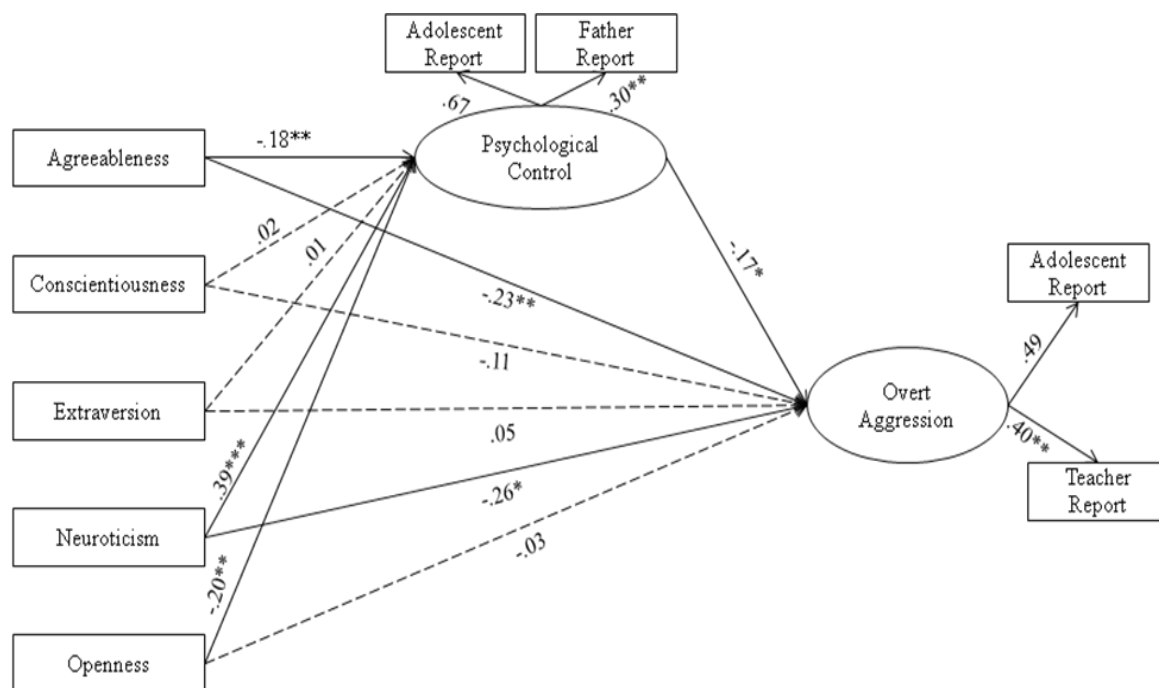 Adolescent
Report
Father
Report
.67
.30**
Psychological
Control
Agreeableness
-.18**
Conscientiousness
.02
.01
-.17*
-.23**
Adolescent
Report
-.11
.49
Extraversion
.05
Overt
Aggression
.40**
Teacher
Report
.39***
-.26*
Neuroticism
-.03
-.20**
Openness